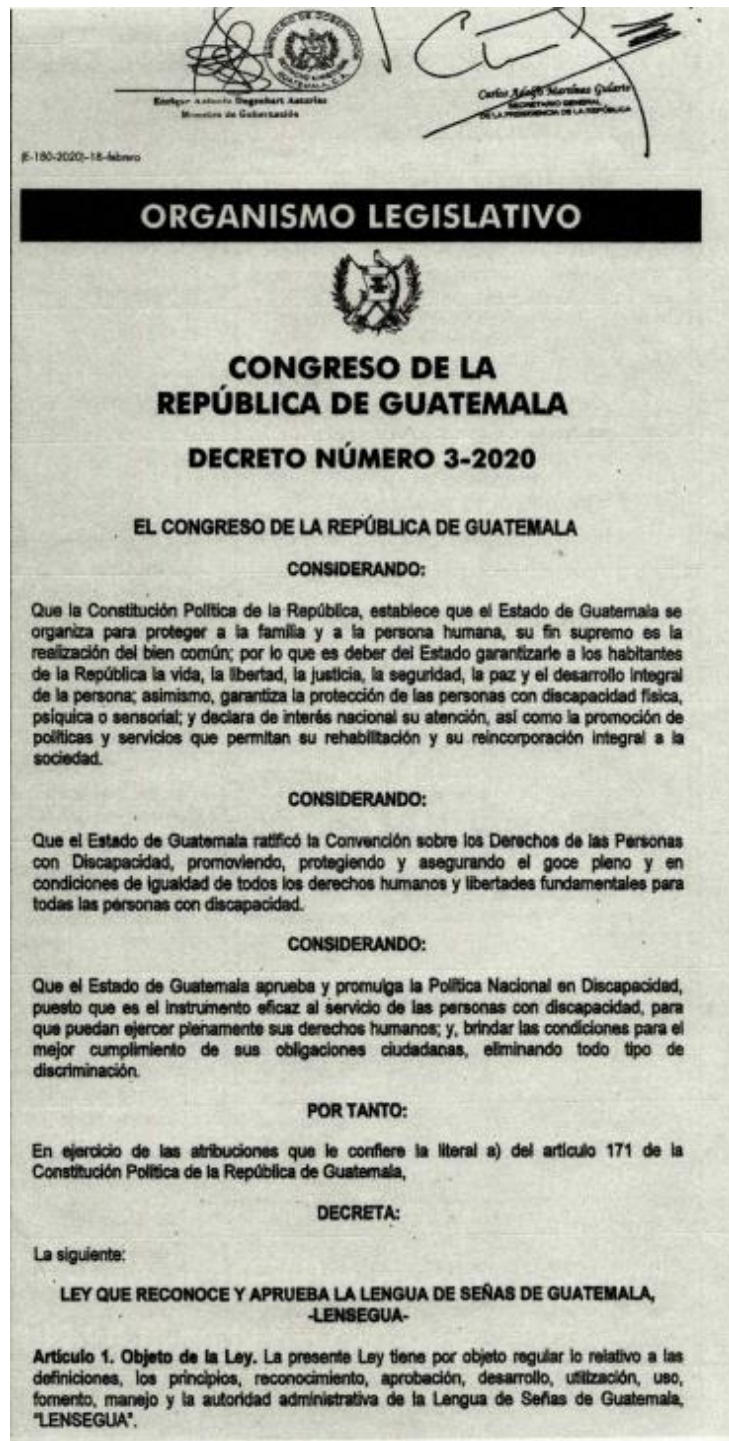 MINISTERIO DE GOBERNACION
GUATEMALA, C.A.
Enrique Antonio Degenhart Asturias
Ministro de Gobernación
Carlos Adolfo Martínez Gularte
SECRETARIO GENERAL
DE LA PRESIDENCIA DE LA REPÚBLICA
(E-180-2020)-18-febrero
ORGANISMO LEGISLATIVO
CONGRESO DE LA
REPÚBLICA DE GUATEMALA
DECRETO NÚMERO 3-2020
EL CONGRESO DE LA REPÚBLICA DE GUATEMALA
CONSIDERANDO:
Que la Constitución Política de la República, establece que el Estado de Guatemala se
organiza para proteger a la familia y a la persona humana, su fin supremo es la
realización del bien común; por lo que es deber del Estado garantizarle a los habitantes
de la República la vida, la libertad, la justicia, la seguridad, la paz y el desarrollo integral
de la persona; asimismo, garantiza la protección de las personas con discapacidad física,
psíquica o sensorial; y declara de interés nacional su atención, así como la promoción de
políticas y servicios que permitan su rehabilitación y su reincorporación integral a la
sociedad.
CONSIDERANDO:
Que el Estado de Guatemala ratificó la Convención sobre los Derechos de las Personas
con Discapacidad, promoviendo, protegiendo y asegurando el goce pleno y en
condiciones de igualdad de todos los derechos humanos y libertades fundamentales para
todas las personas con discapacidad.
CONSIDERANDO:
Que el Estado de Guatemala aprueba y promulga la Política Nacional en Discapacidad,
puesto que es el instrumento eficaz al servicio de las personas con discapacidad, para
que puedan ejercer plenamente sus derechos humanos; y, brindar las condiciones para el
mejor cumplimiento de sus obligaciones ciudadanas, eliminando todo tipo de
discriminación.
POR TANTO:
En ejercicio de las atribuciones que le confiere la literal a) del artículo 171 de la
Constitución Política de la República de Guatemala,
DECRETA:
La siguiente:
LEY QUE RECONOCE Y APRUEBA LA LENGUA DE SEÑAS DE GUATEMALA,
-LENSEGUA-
Artículo 1. Objeto de la Ley. La presente Ley tiene por objeto regular lo relativo a las
definiciones, los principios, reconocimiento, aprobación, desarrollo, utilización, uso,
fomento, manejo y la autoridad administrativa de la Lengua de Señas de Guatemala,
"LENSEGUA".